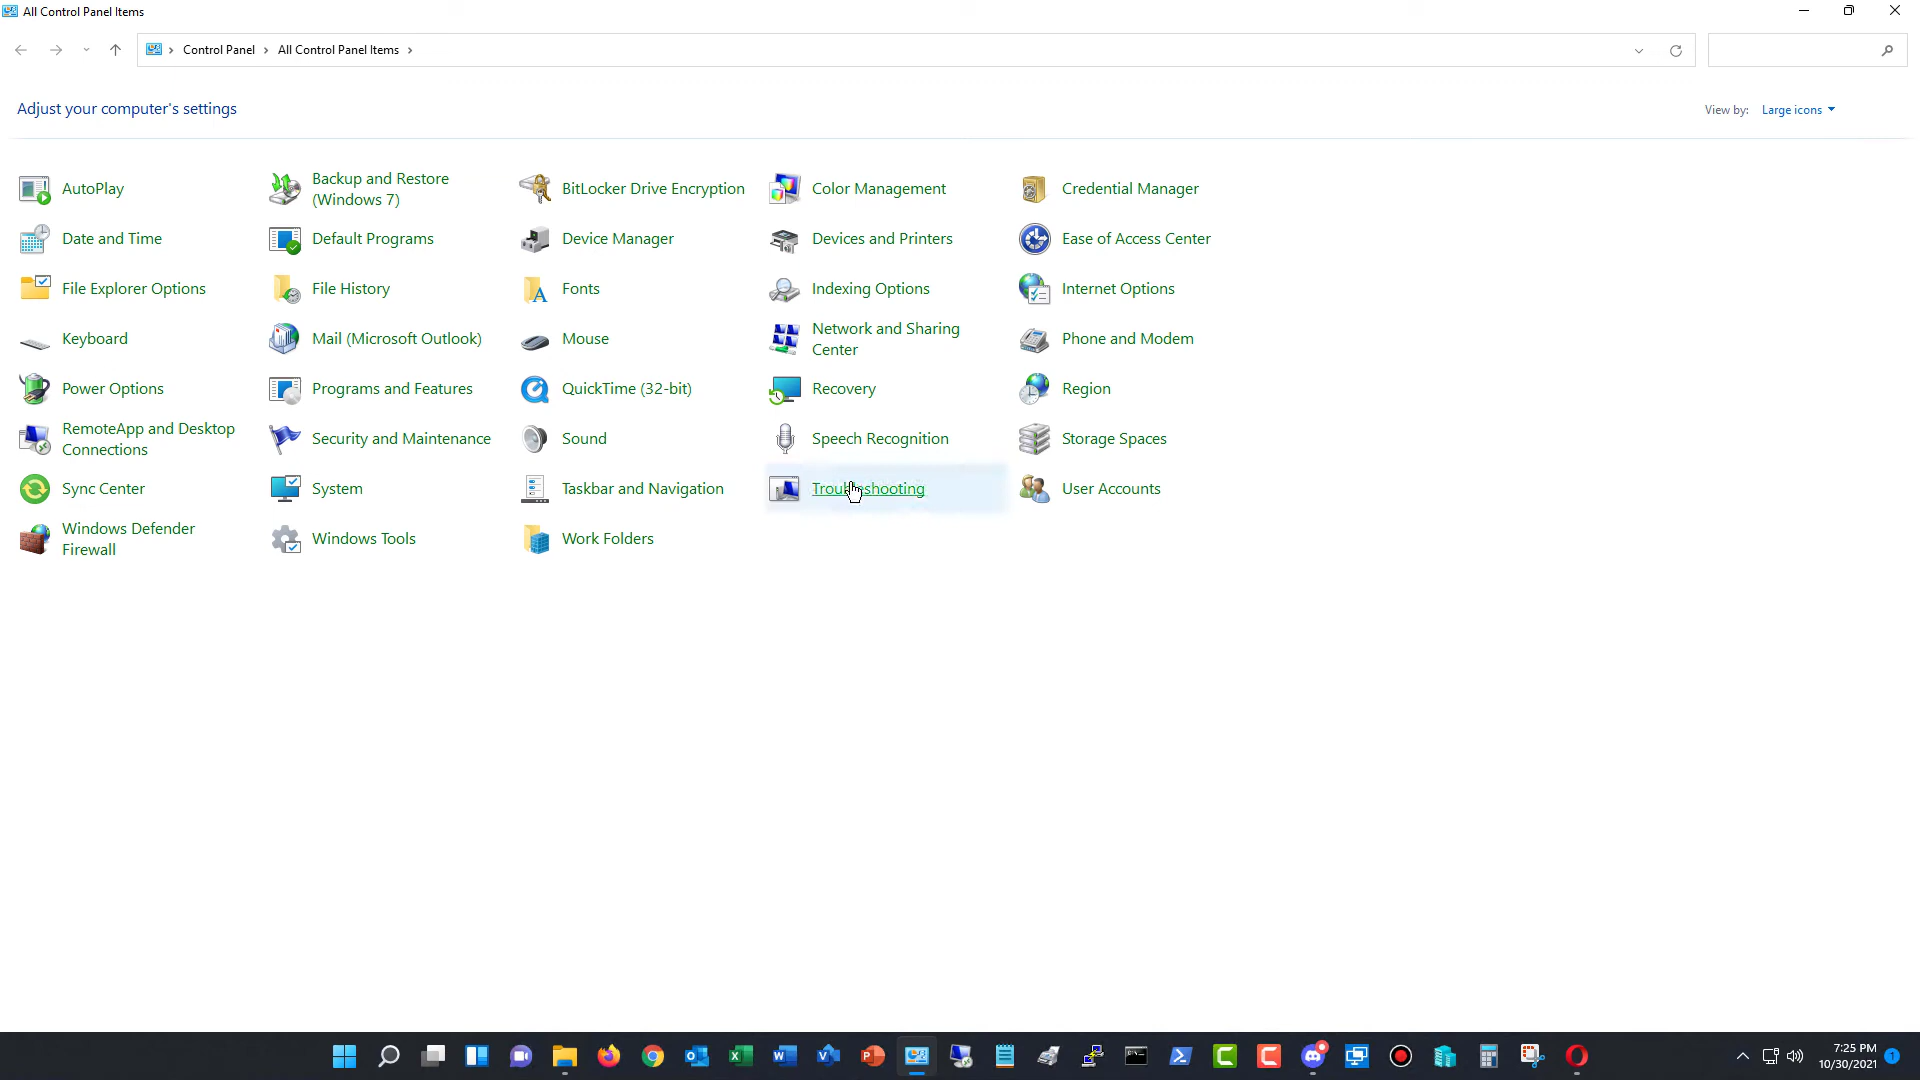 All Control Panel Items
Control Panel > All Control Panel Items >
Adjust your computer's settings
View by: Large icons
AutoPlay
Backup and Restore
(Windows 7)
BitLocker Drive Encryption
Color Management
Credential Manager
Date and Time
Default Programs
Device Manager
Devices and Printers
Ease of Access Center
File Explorer Options
File History
Fonts
Indexing Options
Internet Options
Keyboard
Mail (Microsoft Outlook)
Mouse
Network and Sharing
Center
Phone and Modem
Power Options
Programs and Features
QuickTime (32-bit)
Recovery
Region
RemoteApp and Desktop
Connections
Security and Maintenance
Sound
Speech Recognition
Storage Spaces
Sync Center
System
Taskbar and Navigation
Troubleshooting
User Accounts
Windows Defender
Firewall
Windows Tools
Work Folders
7:25 PM
10/30/2021
1